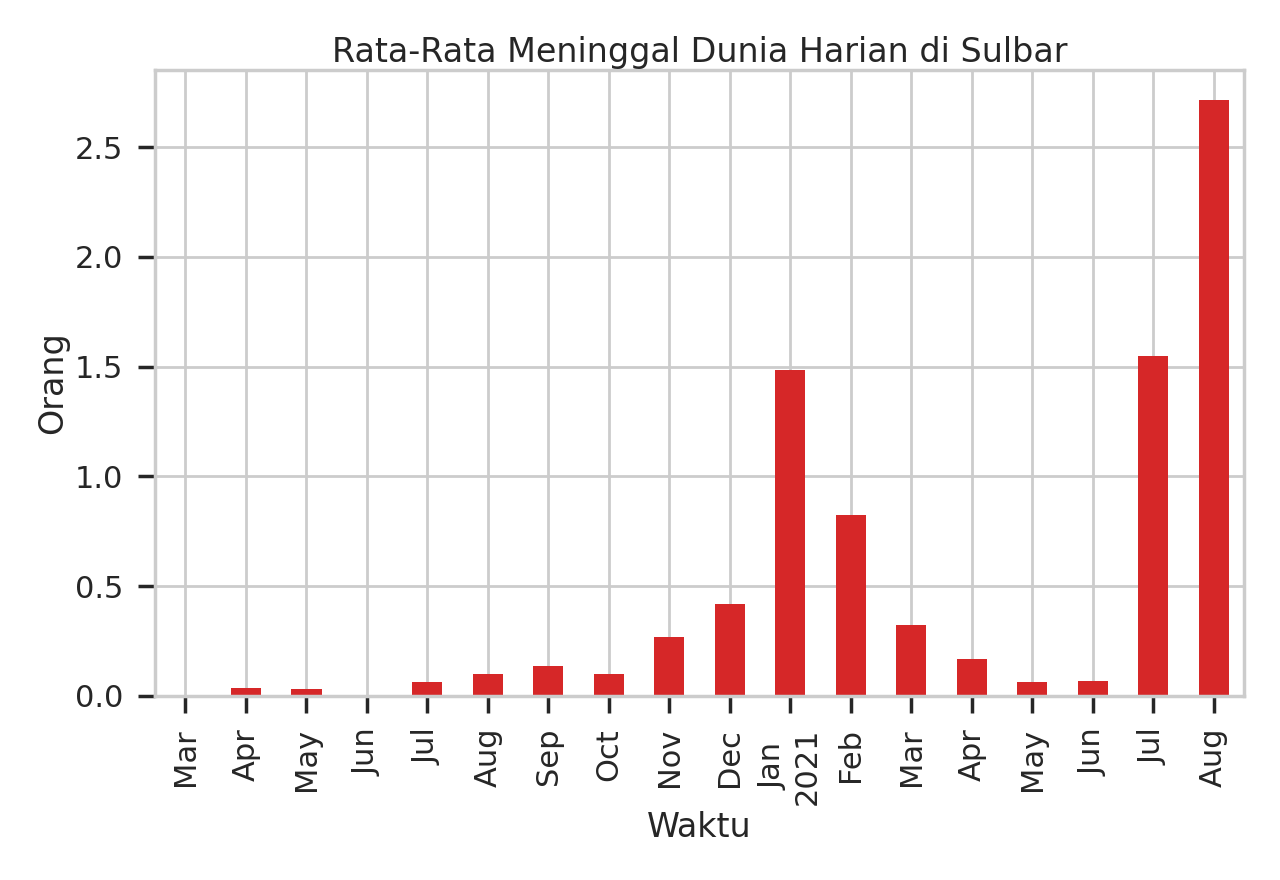 Rata-Rata Meninggal Dunia Harian di Sulbar
Orang
2.5
2.0
1.5
1.0
0.5
0.0
Mar
Apr
May
Jun
Jul
Aug
Sep
Oct
Nov
Dec
Jan
2021
Feb
Mar
Apr
May
Jun
Jul
Aug
Waktu